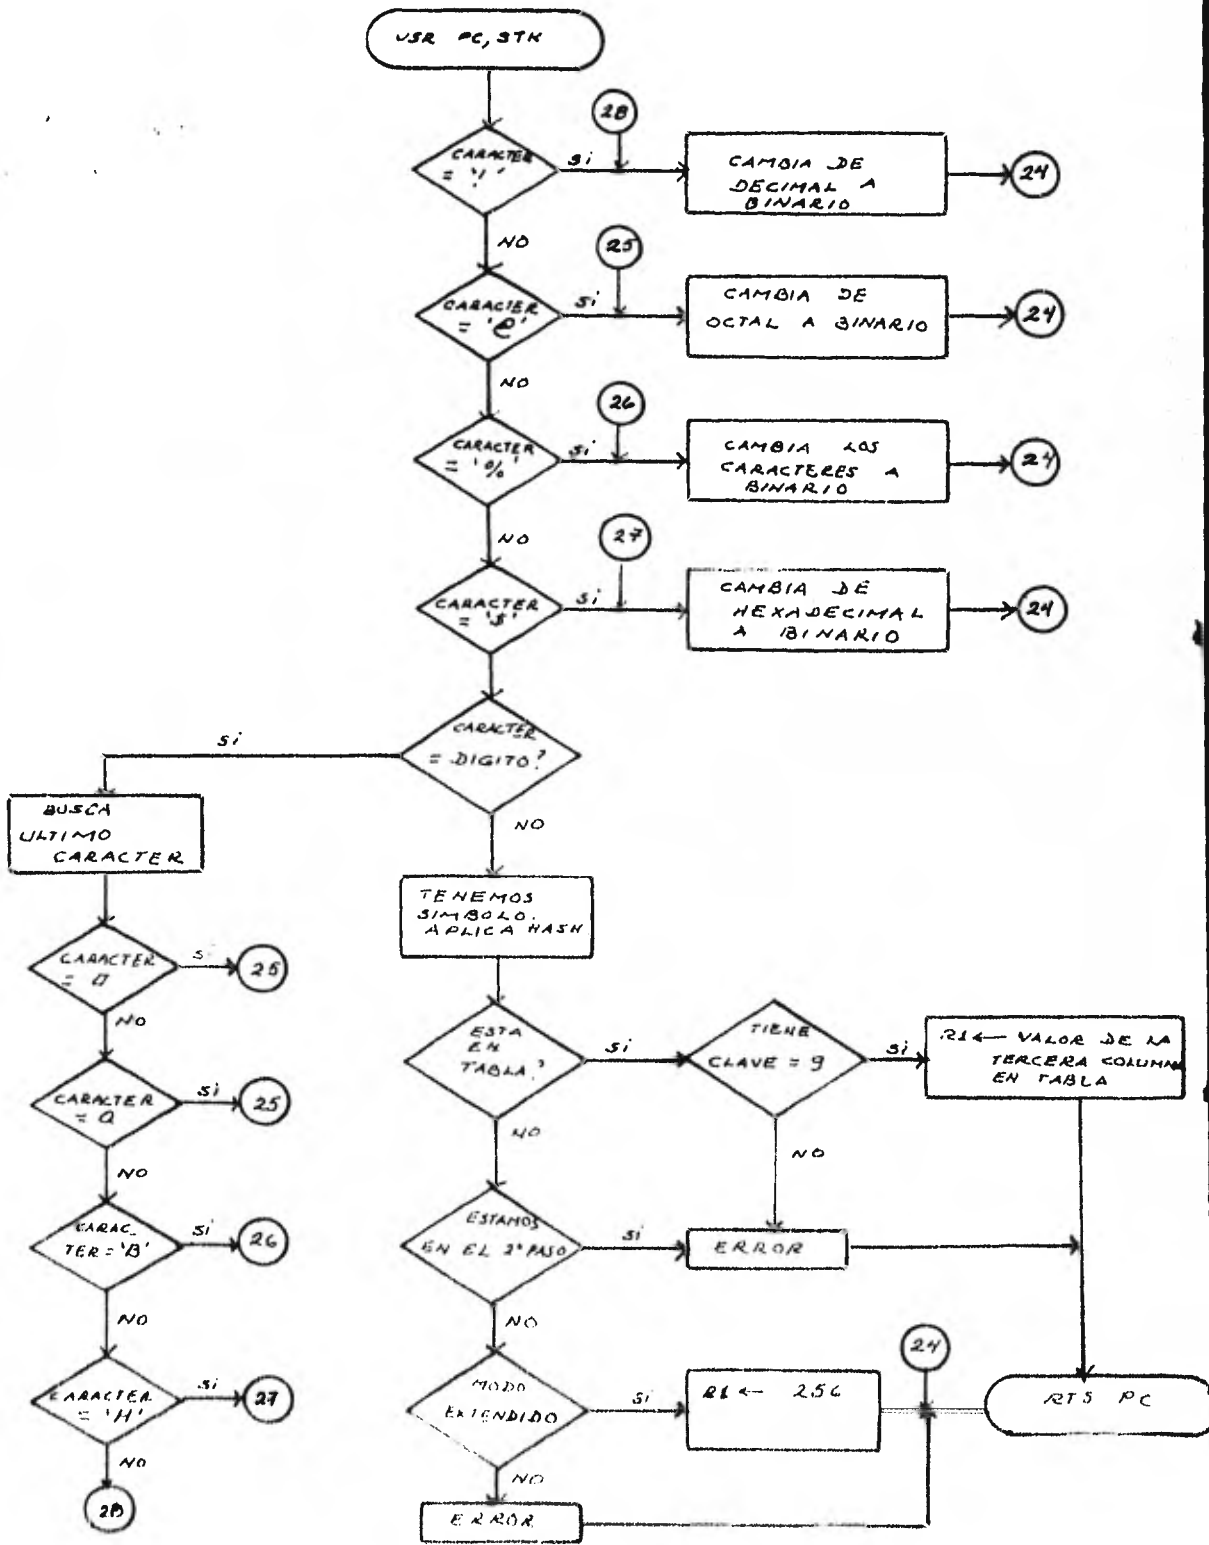 USR PC, STK
28
CARACTER
SI
CAMBIA DE
DECIMAL A
BINARIO
24
NO
25
CARACTER
= '@'
SI
CAMBIA DE
OCTAL A BINARIO
24
NO
26
CARACTER
= '%'
SI
CAMBIA LOS
CARACTERES A
BINARIO
24
NO
27
CARACTER
= '$'
SI
CAMBIA DE
HEXADECIMAL
A BINARIO
24
CARACTER
= DIGITO?
SI
NO
BUSCA
ULTIMO
CARACTER
TENEMOS
SIMBOLO.
APLICA HASH
CARACTER
SI
25
NO
ESTA
EN
TABLA?
SI
TIENE
CLAVE = 9
SI
R1 ← VALOR DE LA
TERCERA COLUMN
EN TABLA
CARACTER
= Q
SI
25
NO
NO
NO
CARAC_
TER = 'B'
SI
26
ESTAMOS
EN EL 2° PASO
SI
ERROR
NO
NO
CARACTER
= 'H'
SI
27
MODO
EXTENDIDO
SI
R1 ← 256
24
RTS PC
NO
NO
28
ERROR